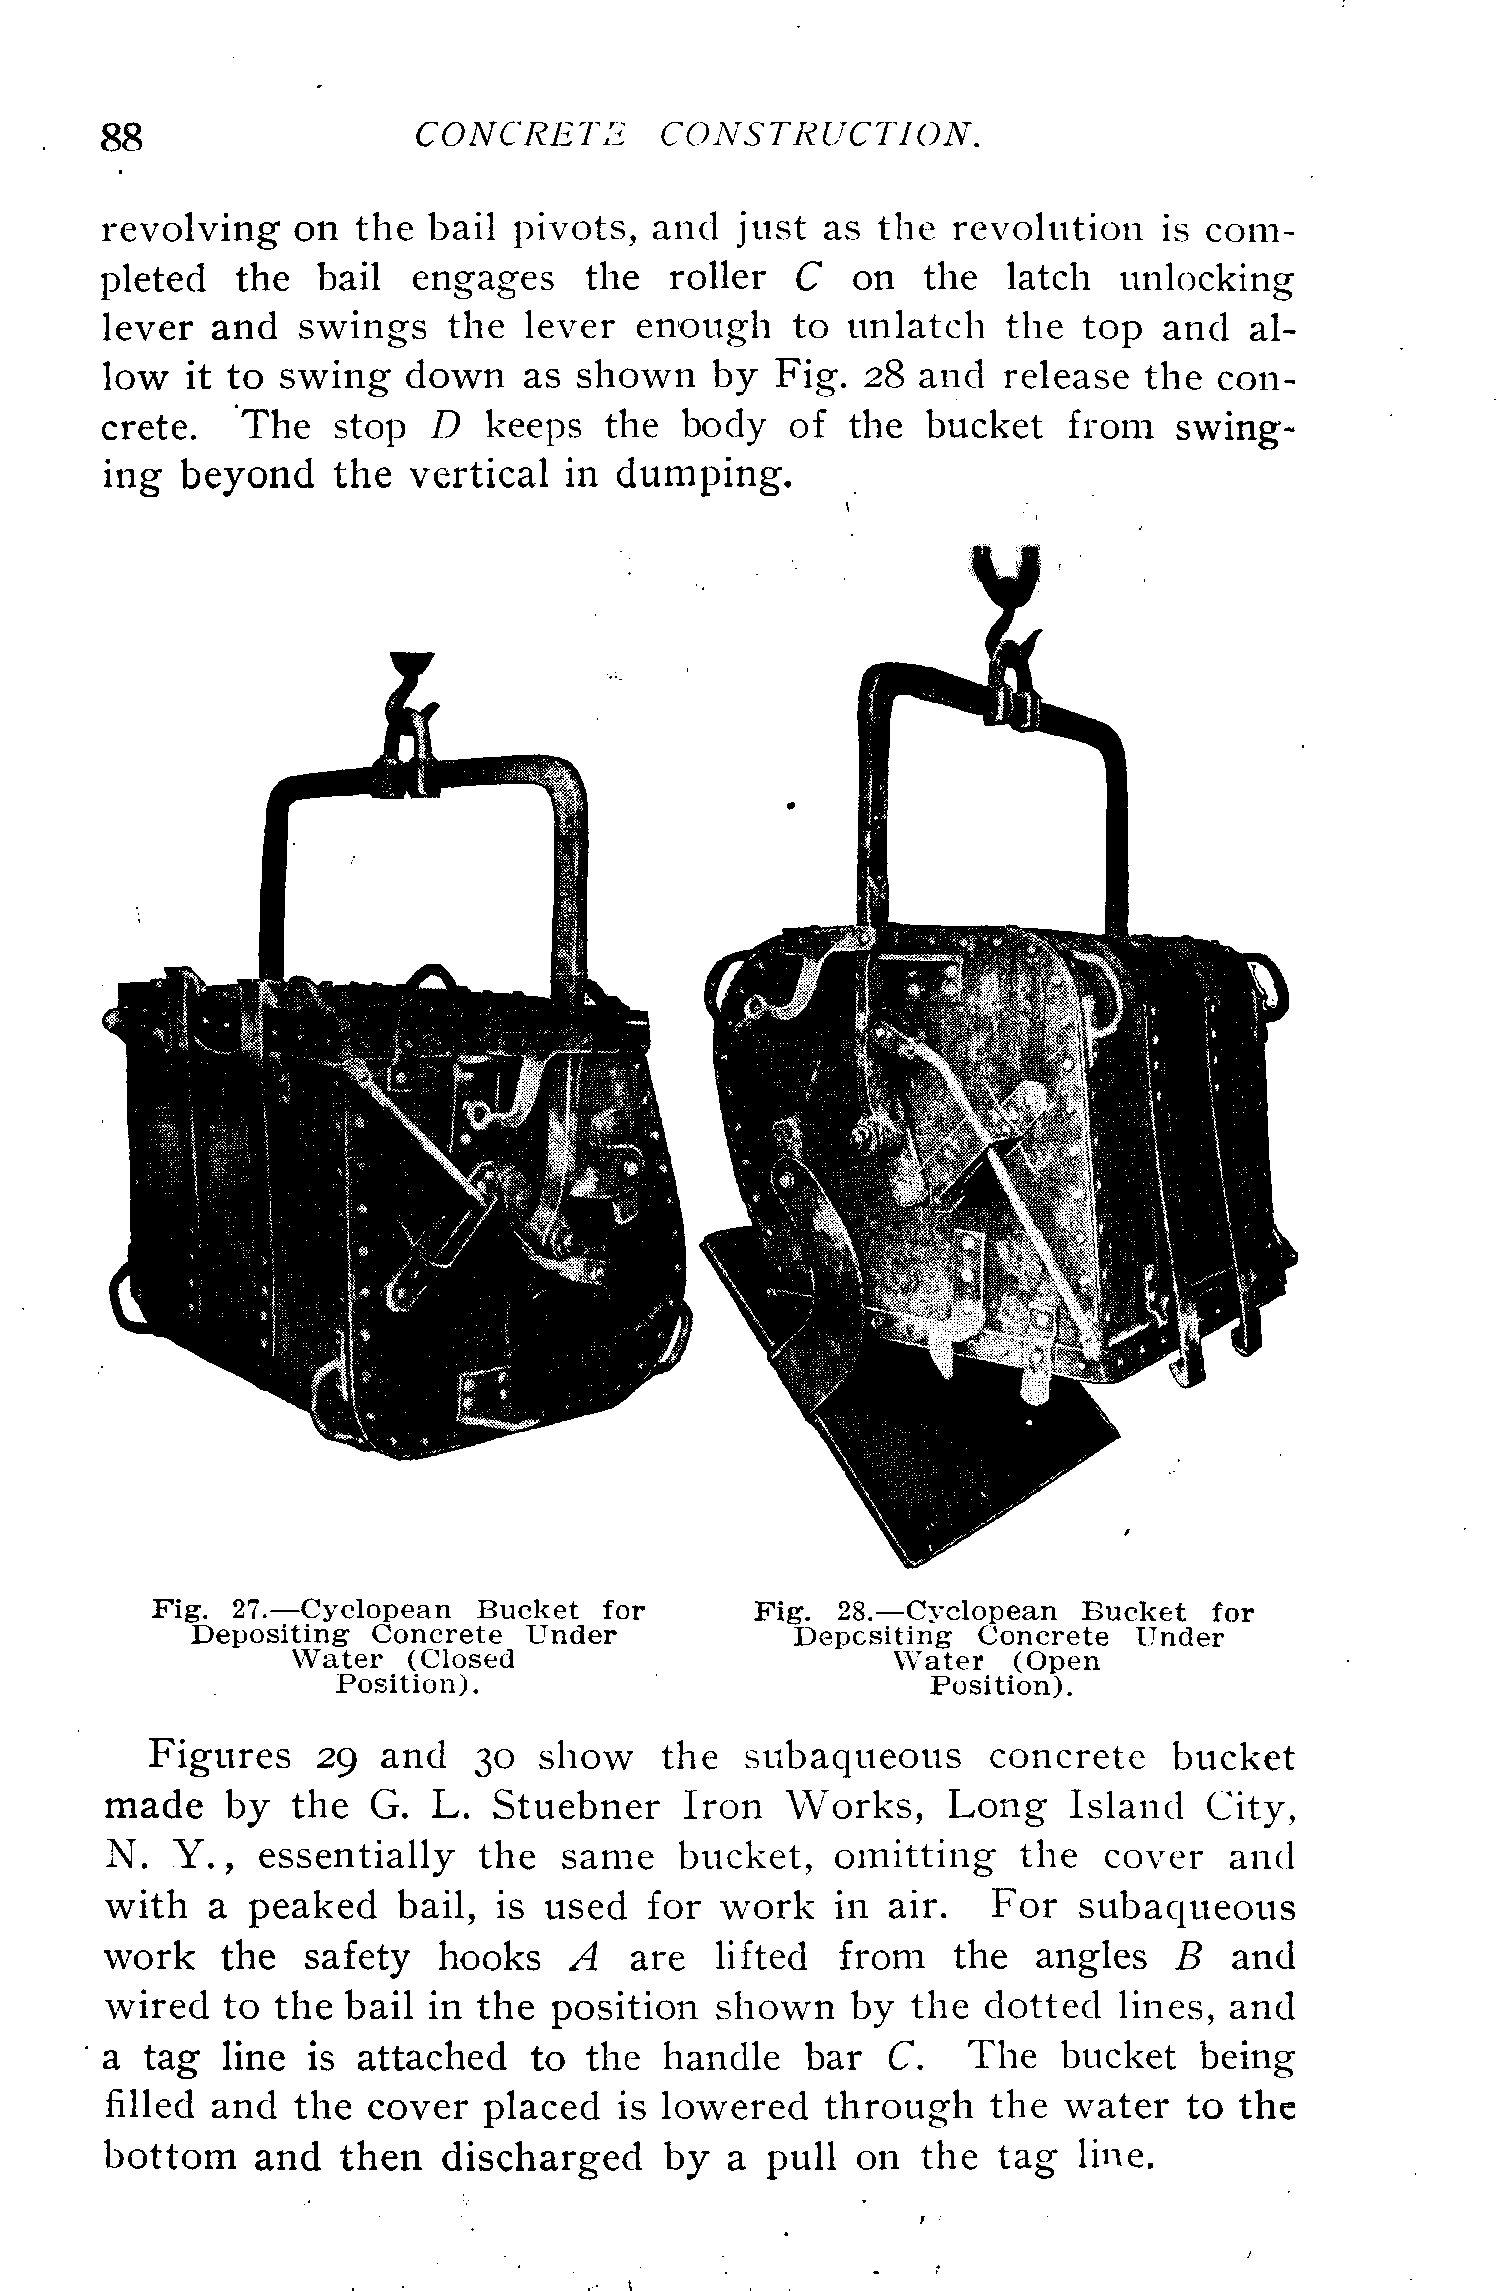 88 CONCRETE CONSTRUCTION.
revolving on the bail pivots, and just as the revolution is com-
pleted the bail engages the roller C on the latch unlocking
lever and swings the lever enough to unlatch the top and al-
low it to swing down as shown by Fig. 28 and release the con-
crete. The stop D keeps the body of the bucket from swing-
ing beyond the vertical in dumping.
Fig. 27.—Cyclopean Bucket for
Depositing Concrete Under
Water (Closed
Position).
Fig. 28.—Cyclopean Bucket for
Depositing Concrete Under
Water (Open
Position).
Figures 29 and 30 show the subaqueous concrete bucket
made by the G. L. Stuebner Iron Works, Long Island City,
N. Y., essentially the same bucket, omitting the cover and
with a peaked bail, is used for work in air. For subaqueous
work the safety hooks A are lifted from the angles B and
wired to the bail in the position shown by the dotted lines, and
a tag line is attached to the handle bar C. The bucket being
filled and the cover placed is lowered through the water to the
bottom and then discharged by a pull on the tag line.